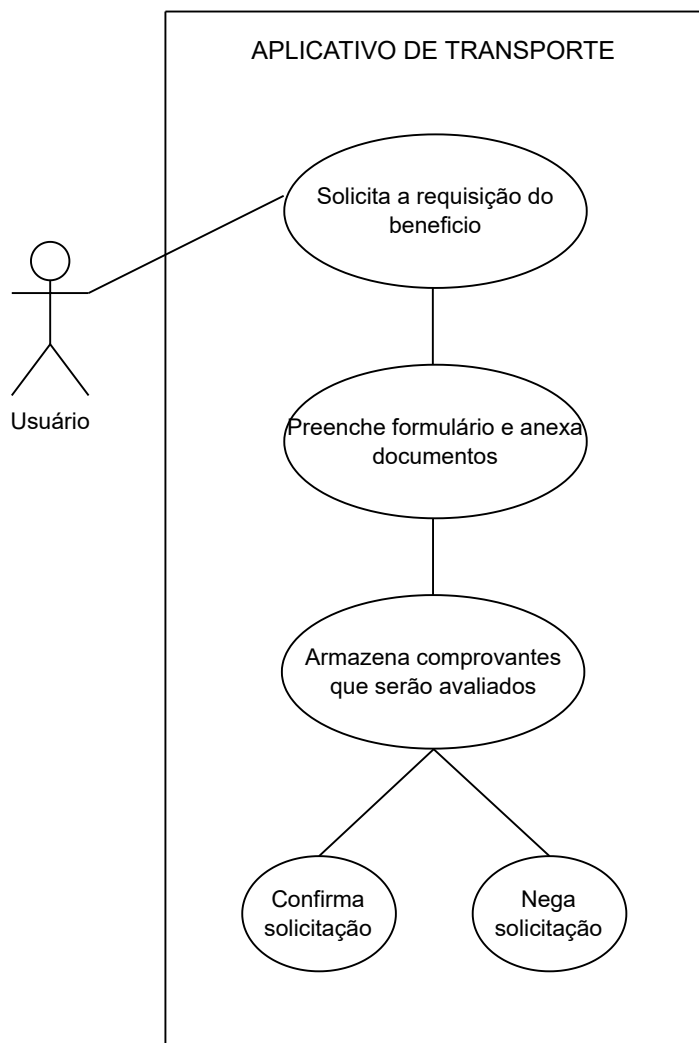 APLICATIVO DE TRANSPORTE
Solicita a requisição do
beneficio
Usuário
Preenche formulário e anexa
documentos
Armazena comprovantes
que serão avaliados
Confirma
solicitação
Nega
solicitação